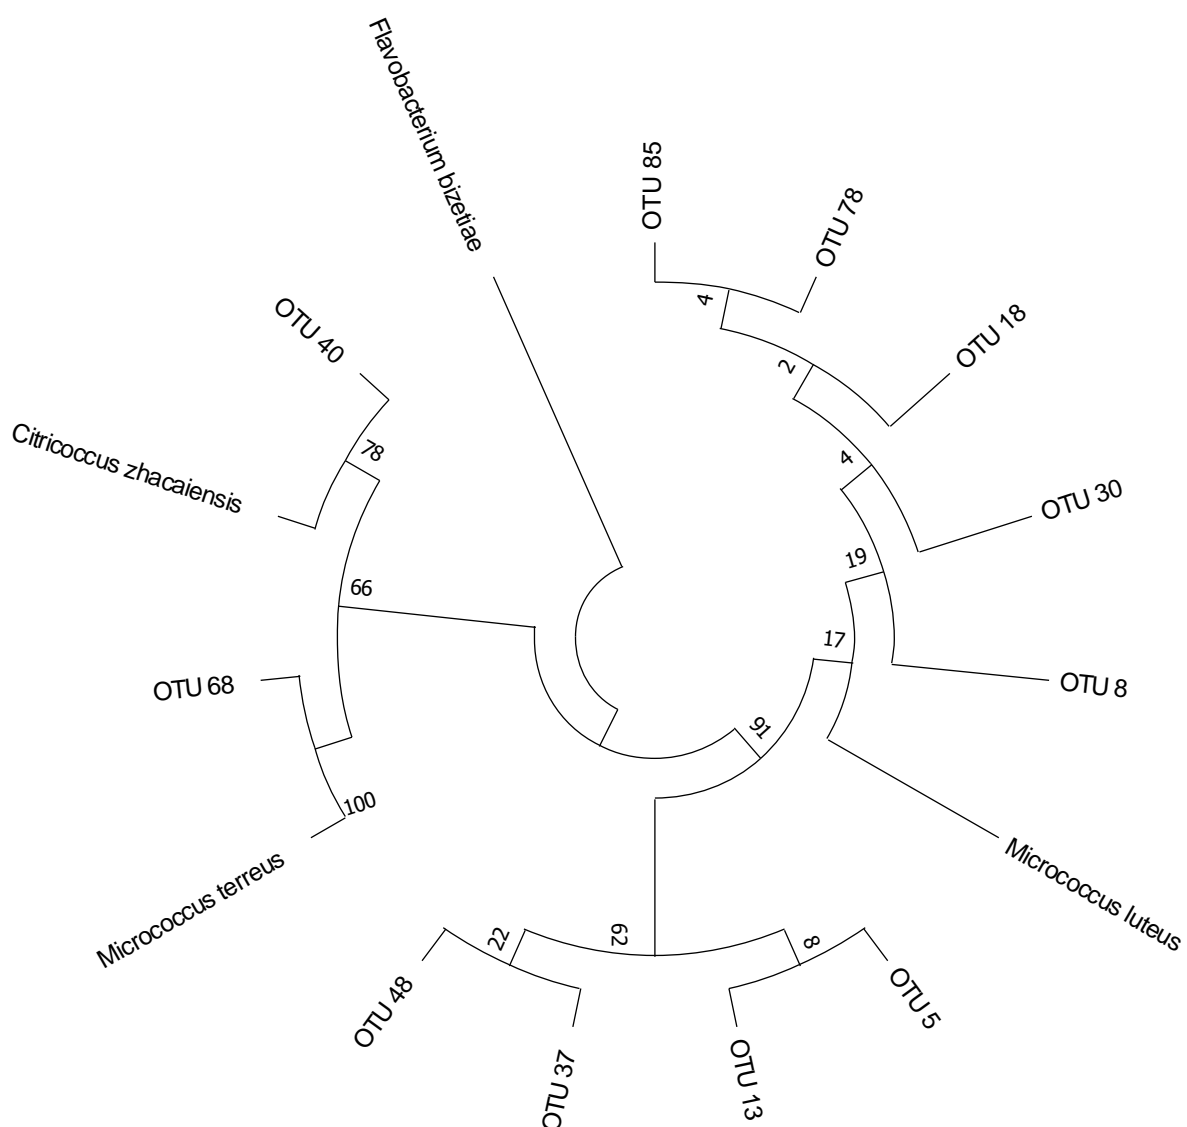 Flavobacterium bizetiae
OTU 85
OTU 78
OTU 18
OTU 30
OTU 8
Micrococcus luteus
OTU 5
OTU 13
OTU 37
OTU 48
Micrococcus terreus
OTU 68
Citricoccus zhacaiensis
OTU 40
4
2
4
19
17
91
8
62
22
100
66
78